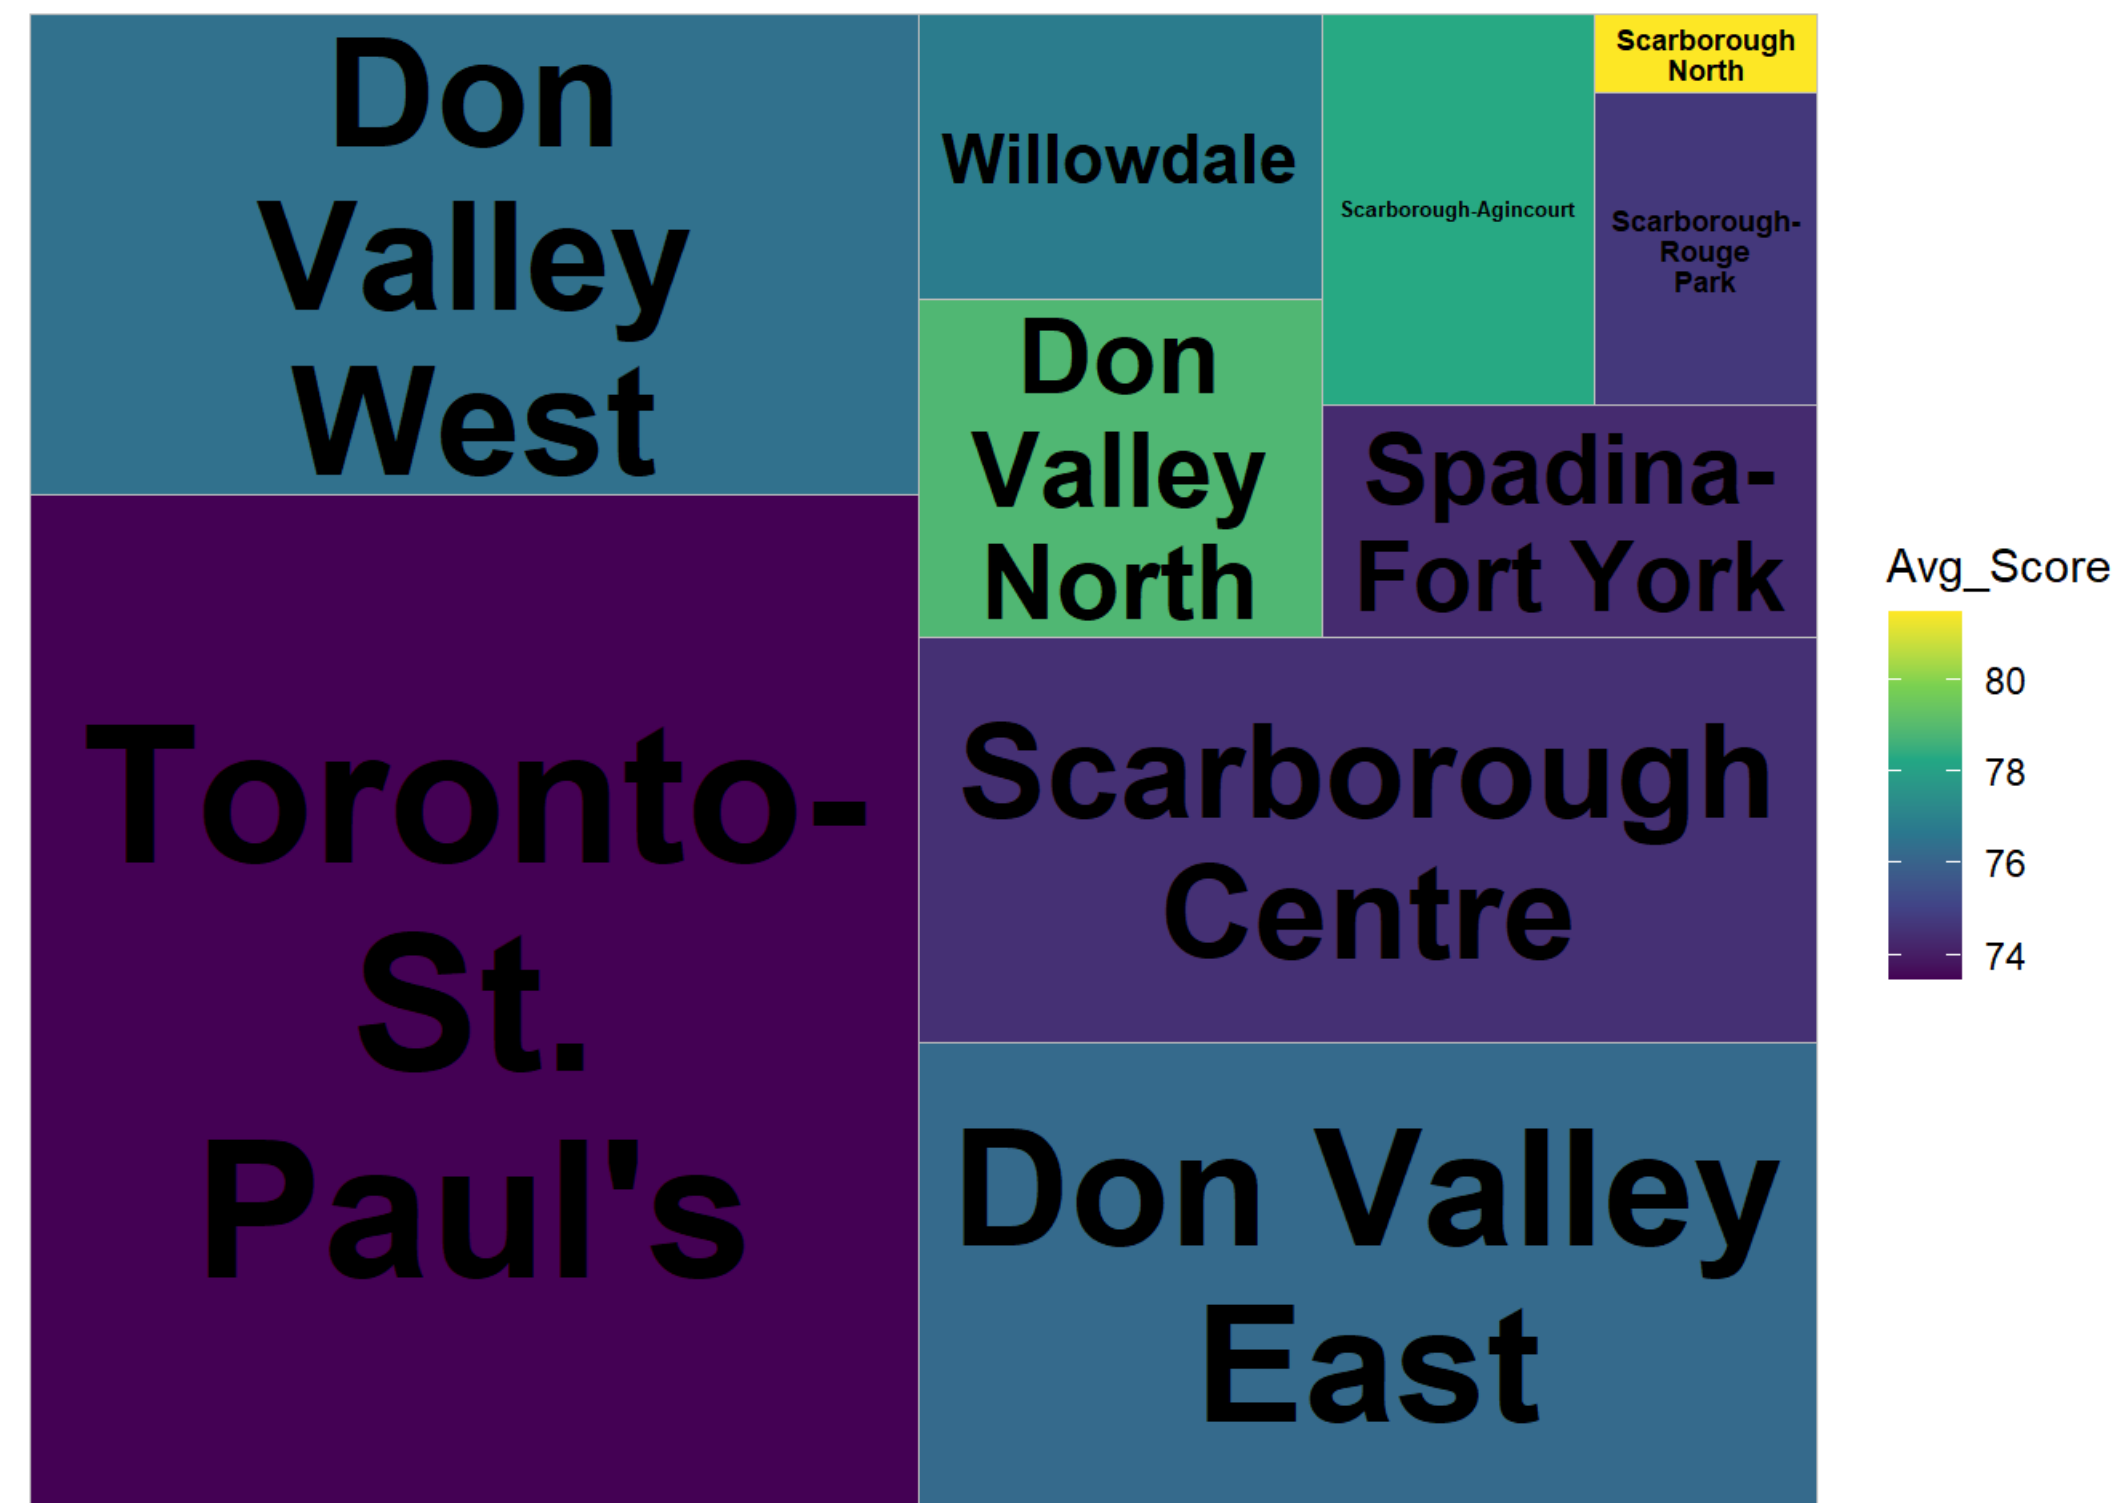 Don
Valley
West
Toronto-
St.
Paul's
Willowdale
Don
Valley
North
Scarborough-Agincourt
Scarborough
North
Scarborough-
Rouge
Park
Spadina-
Fort York
Scarborough
Centre
Don Valley
East
Avg_Score
80
78
76
74